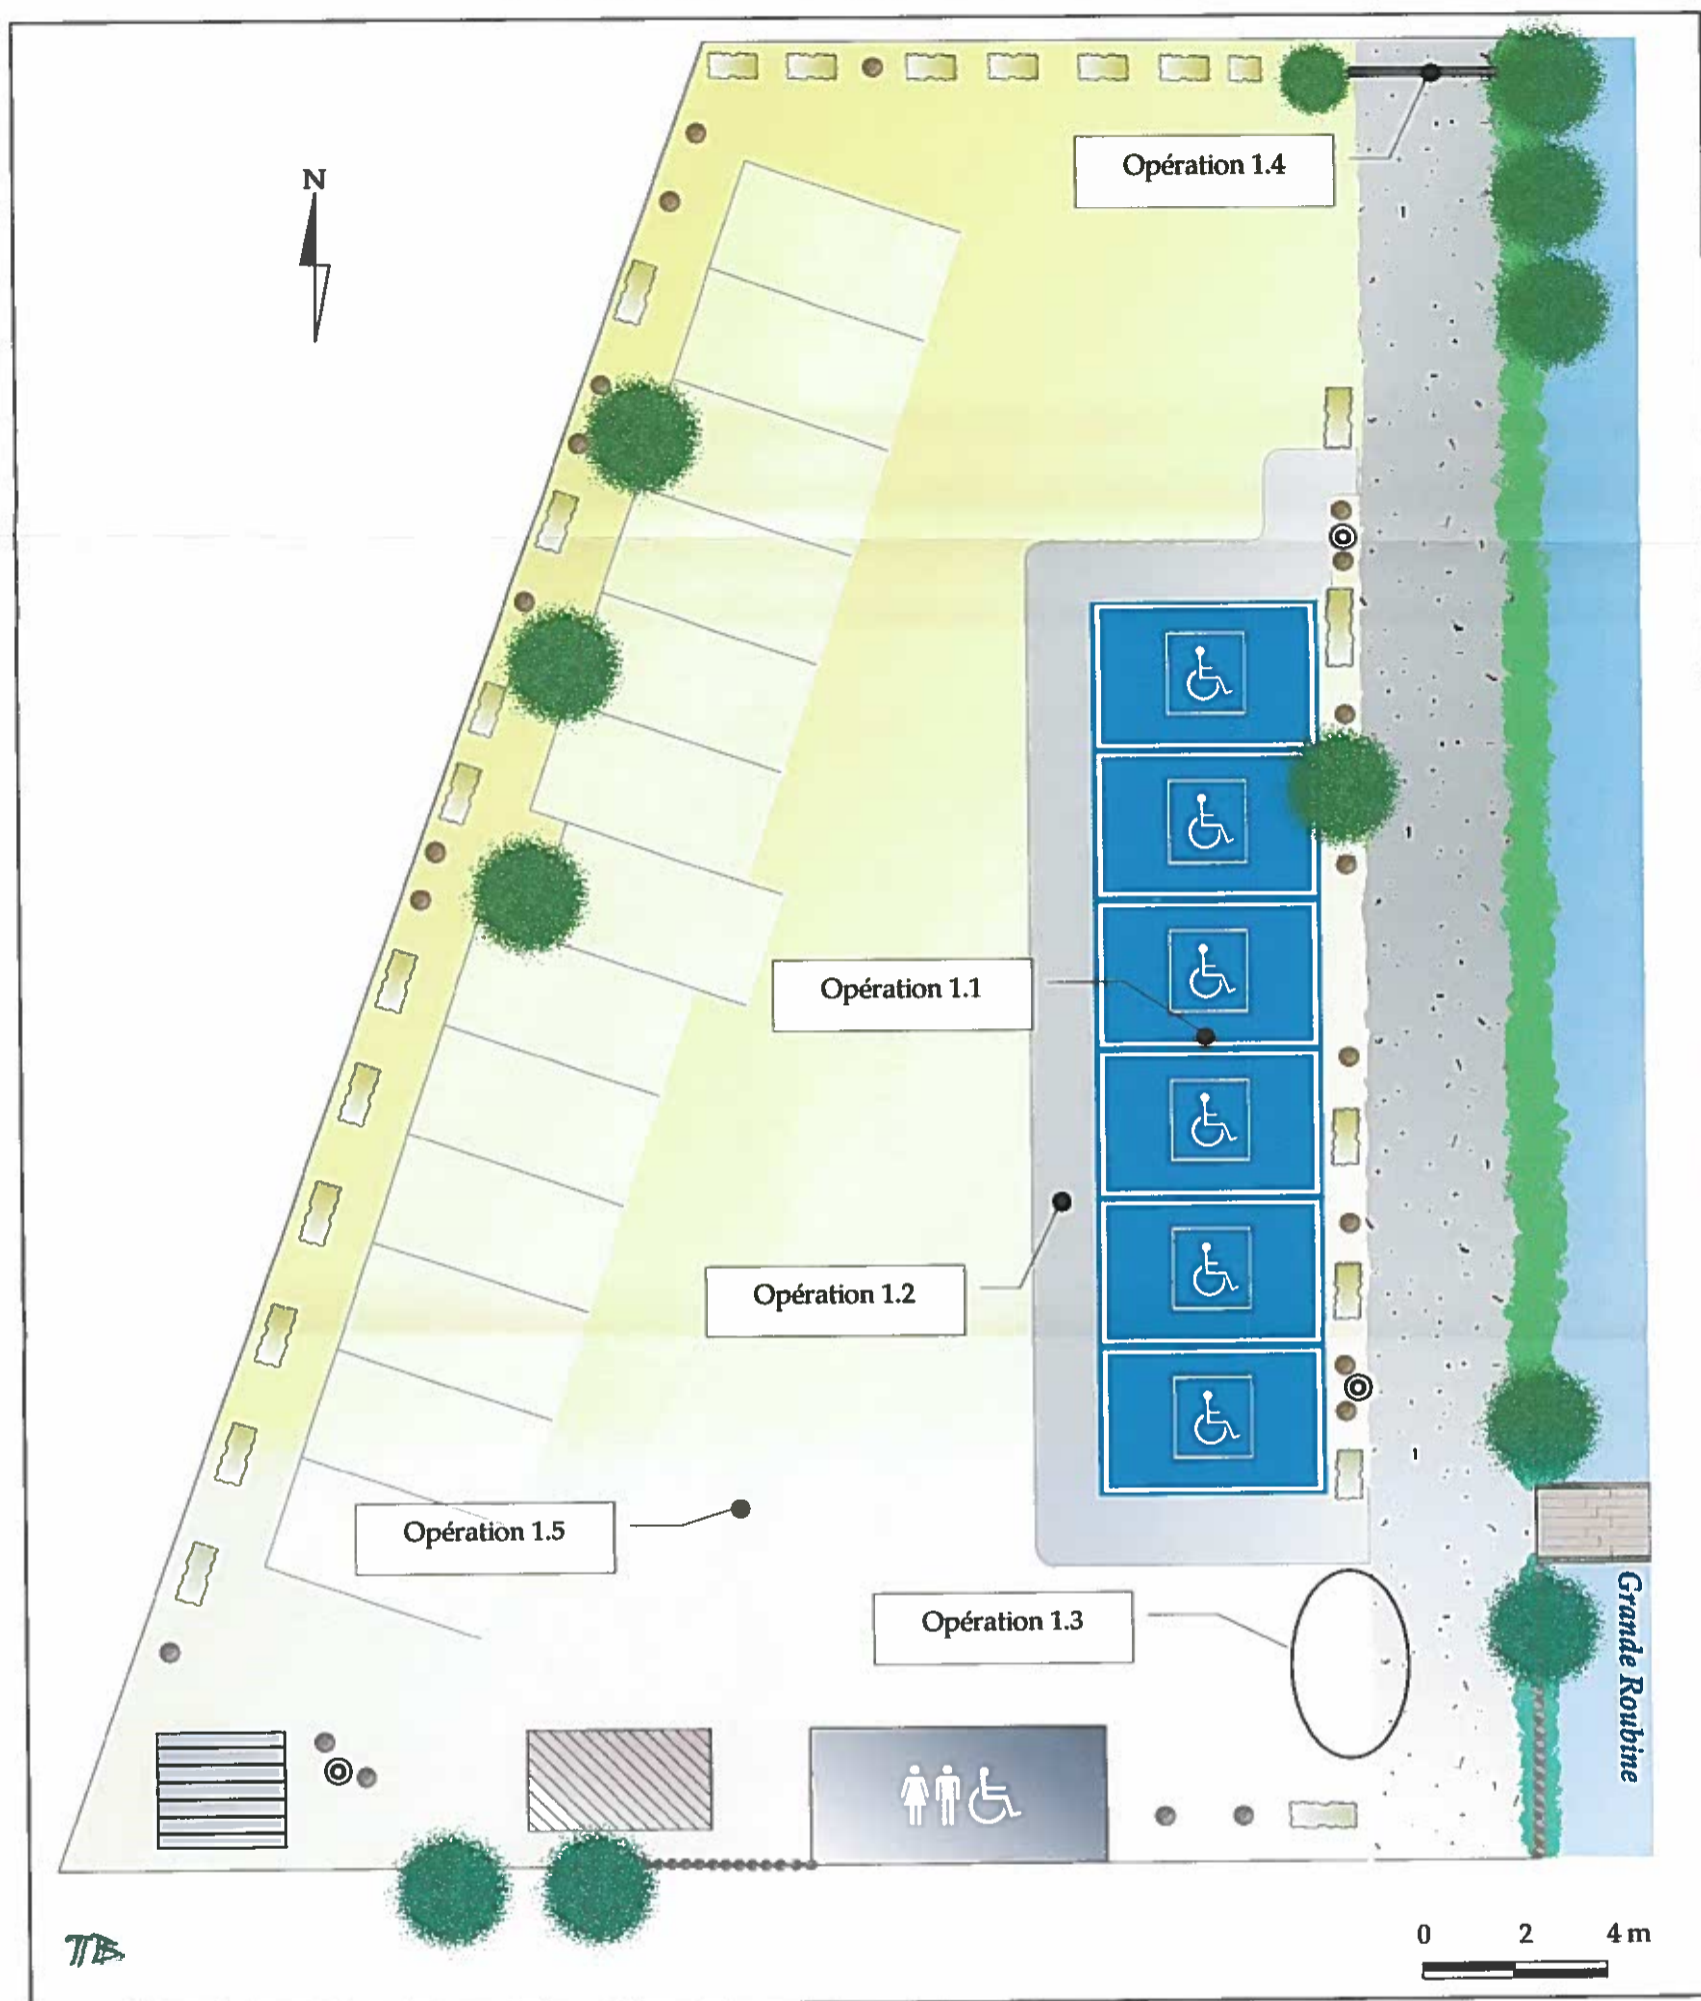 N
Opération 1.4
Opération 1.1
Opération 1.2
Opération 1.5
Opération 1.3
Grande Roubine
TB
0 2 4 m